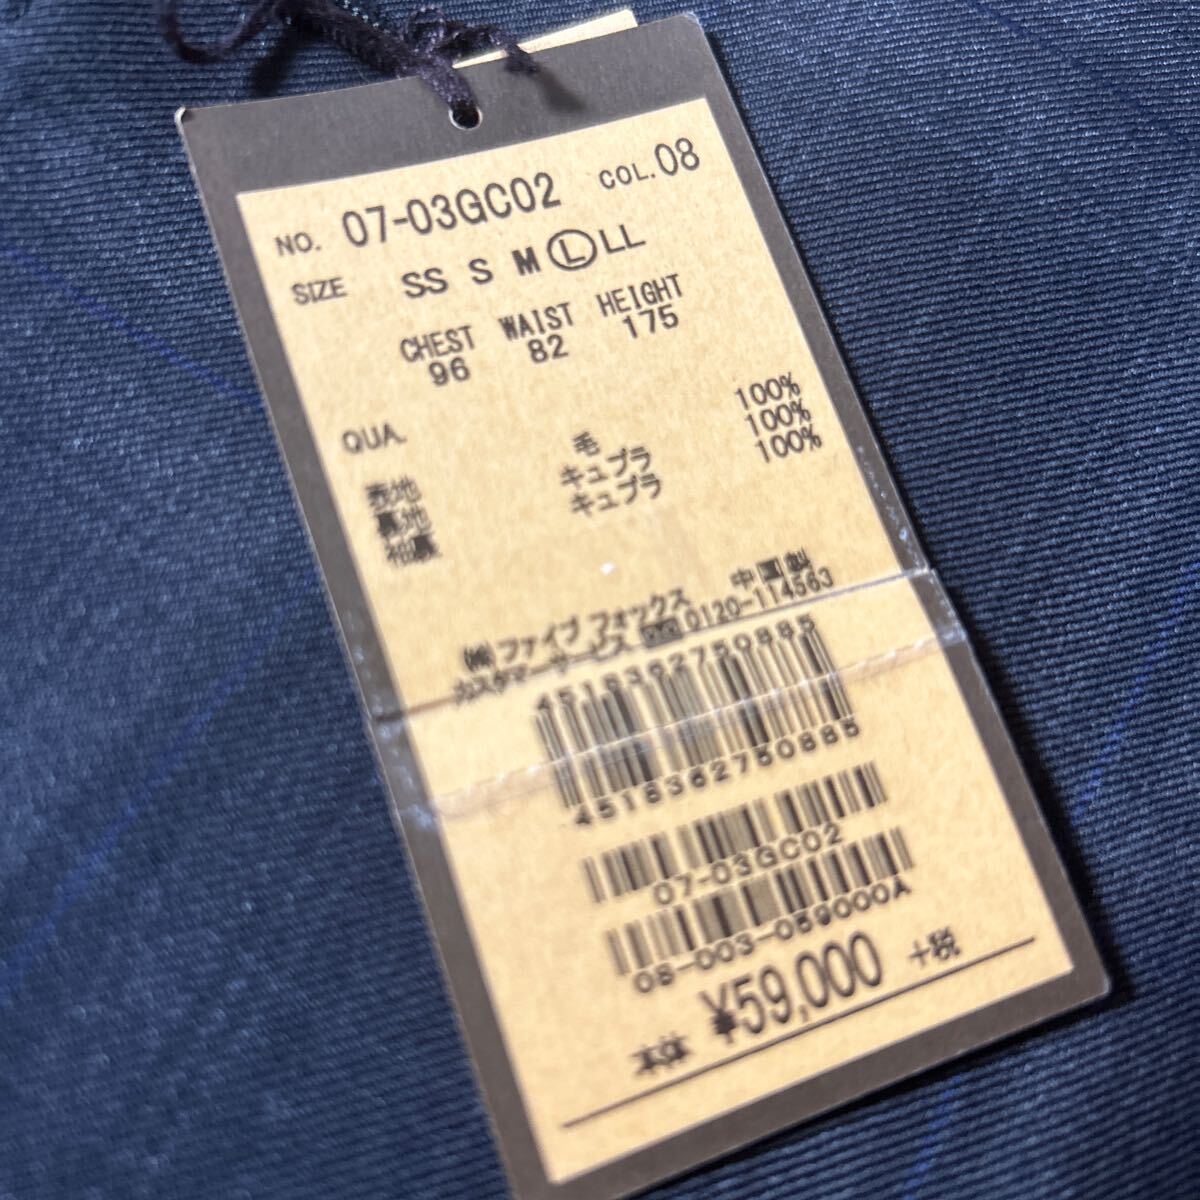 NO. 07-03GC02 COL.08
SIZE SS S M L LL
CHEST WAIST HEIGHT
96 82 175
QUA.
表地 毛 100%
裏地 キュプラ 100%
袖裏 キュプラ 100%
中国製
㈱ファイブ フォックス
カスタマーサービス 0120-114563
4518362750885
4518362750885
07-03GC02
08-003-059000A
本体 ¥59,000 +税